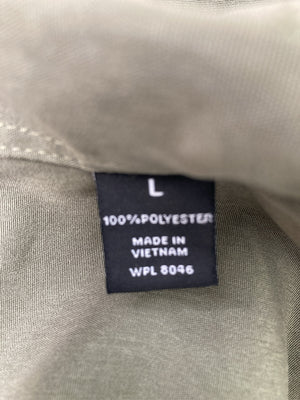 L
100%POLYESTER
MADE IN
VIETNAM
WPL 8046